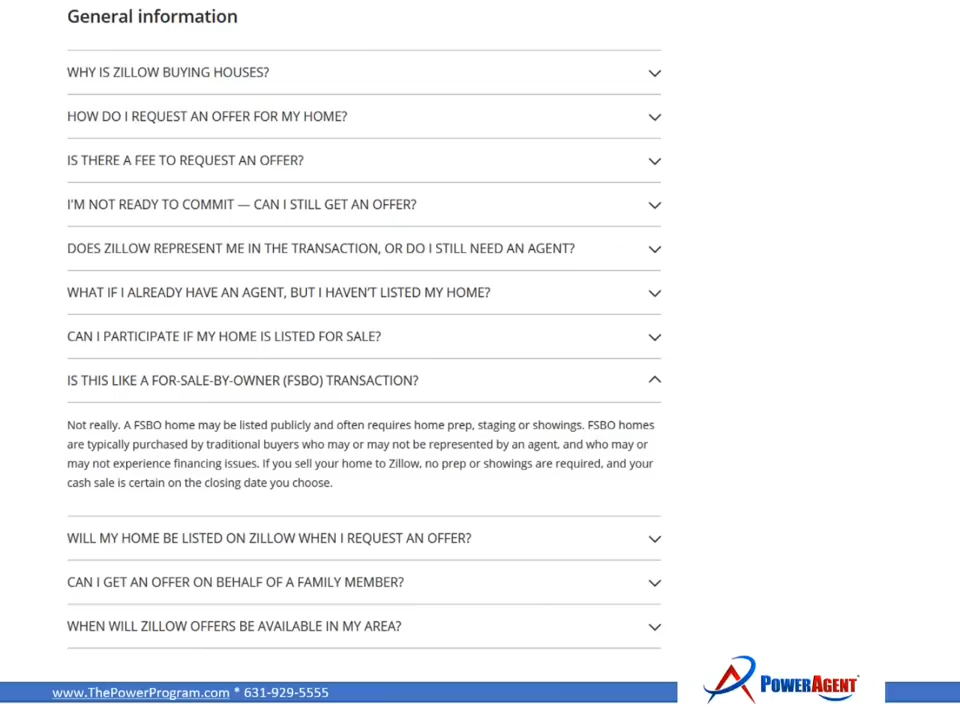 General information
WHY IS ZILLOW BUYING HOUSES?
HOW DO I REQUEST AN OFFER FOR MY HOME?
IS THERE A FEE TO REQUEST AN OFFER?
I'M NOT READY TO COMMIT — CAN I STILL GET AN OFFER?
DOES ZILLOW REPRESENT ME IN THE TRANSACTION, OR DO I STILL NEED AN AGENT?
WHAT IF I ALREADY HAVE AN AGENT, BUT I HAVEN'T LISTED MY HOME?
CAN I PARTICIPATE IF MY HOME IS LISTED FOR SALE?
IS THIS LIKE A FOR-SALE-BY-OWNER (FSBO) TRANSACTION?
Not really. A FSBO home may be listed publicly and often requires home prep, staging or showings. FSBO homes
are typically purchased by traditional buyers who may or may not be represented by an agent, and who may or
may not experience financing issues. If you sell your home to Zillow, no prep or showings are required, and your
cash sale is certain on the closing date you choose.
WILL MY HOME BE LISTED ON ZILLOW WHEN I REQUEST AN OFFER?
CAN I GET AN OFFER ON BEHALF OF A FAMILY MEMBER?
WHEN WILL ZILLOW OFFERS BE AVAILABLE IN MY AREA?
www.ThePowerProgram.com * 631-929-5555
POWERAGENT